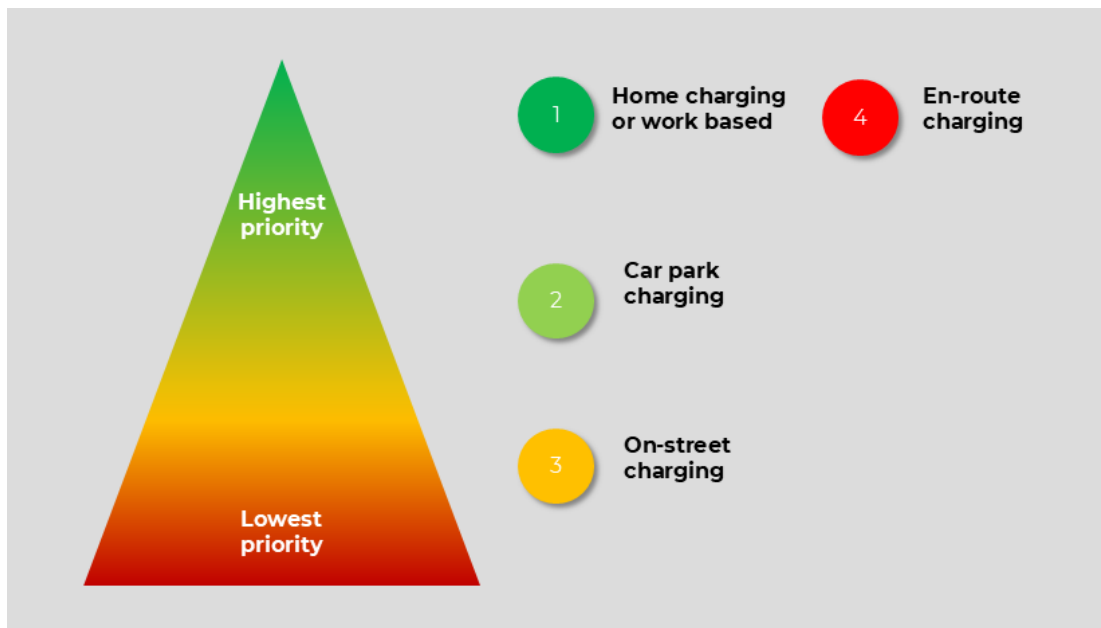 Highest
priority
Lowest
priority
1
Home charging
or work based
2
Car park
charging
3
On-street
charging
4
En-route
charging